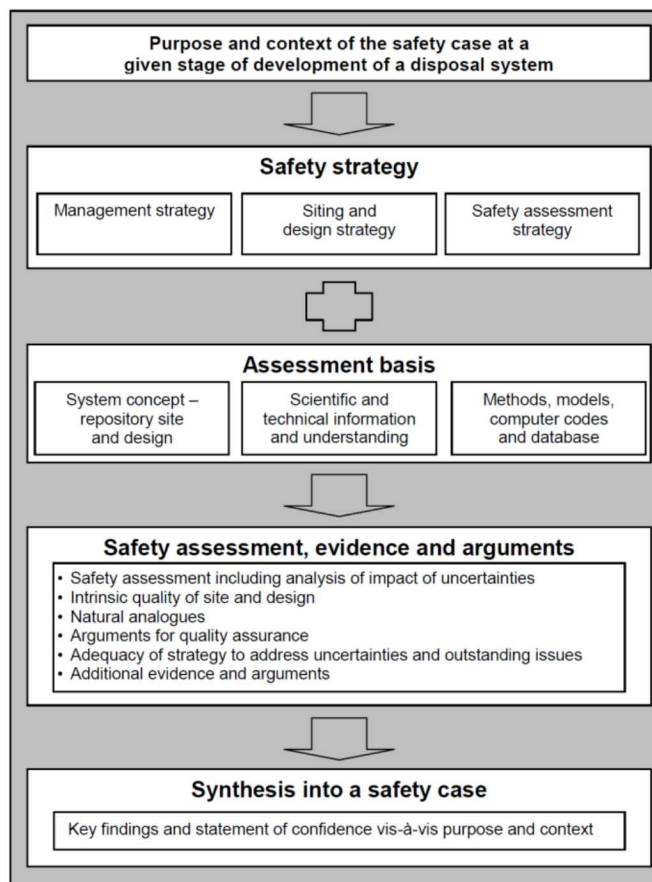 Purpose and context of the safety case at a
given stage of development of a disposal system
Safety strategy
Management strategy
Siting and
design strategy
Safety assessment
strategy
Assessment basis
System concept –
repository site
and design
Scientific and
technical information
and understanding
Methods, models,
computer codes
and database
Safety assessment, evidence and arguments
• Safety assessment including analysis of impact of uncertainties
• Intrinsic quality of site and design
• Natural analogues
• Arguments for quality assurance
• Adequacy of strategy to address uncertainties and outstanding issues
• Additional evidence and arguments
Synthesis into a safety case
Key findings and statement of confidence vis-à-vis purpose and context